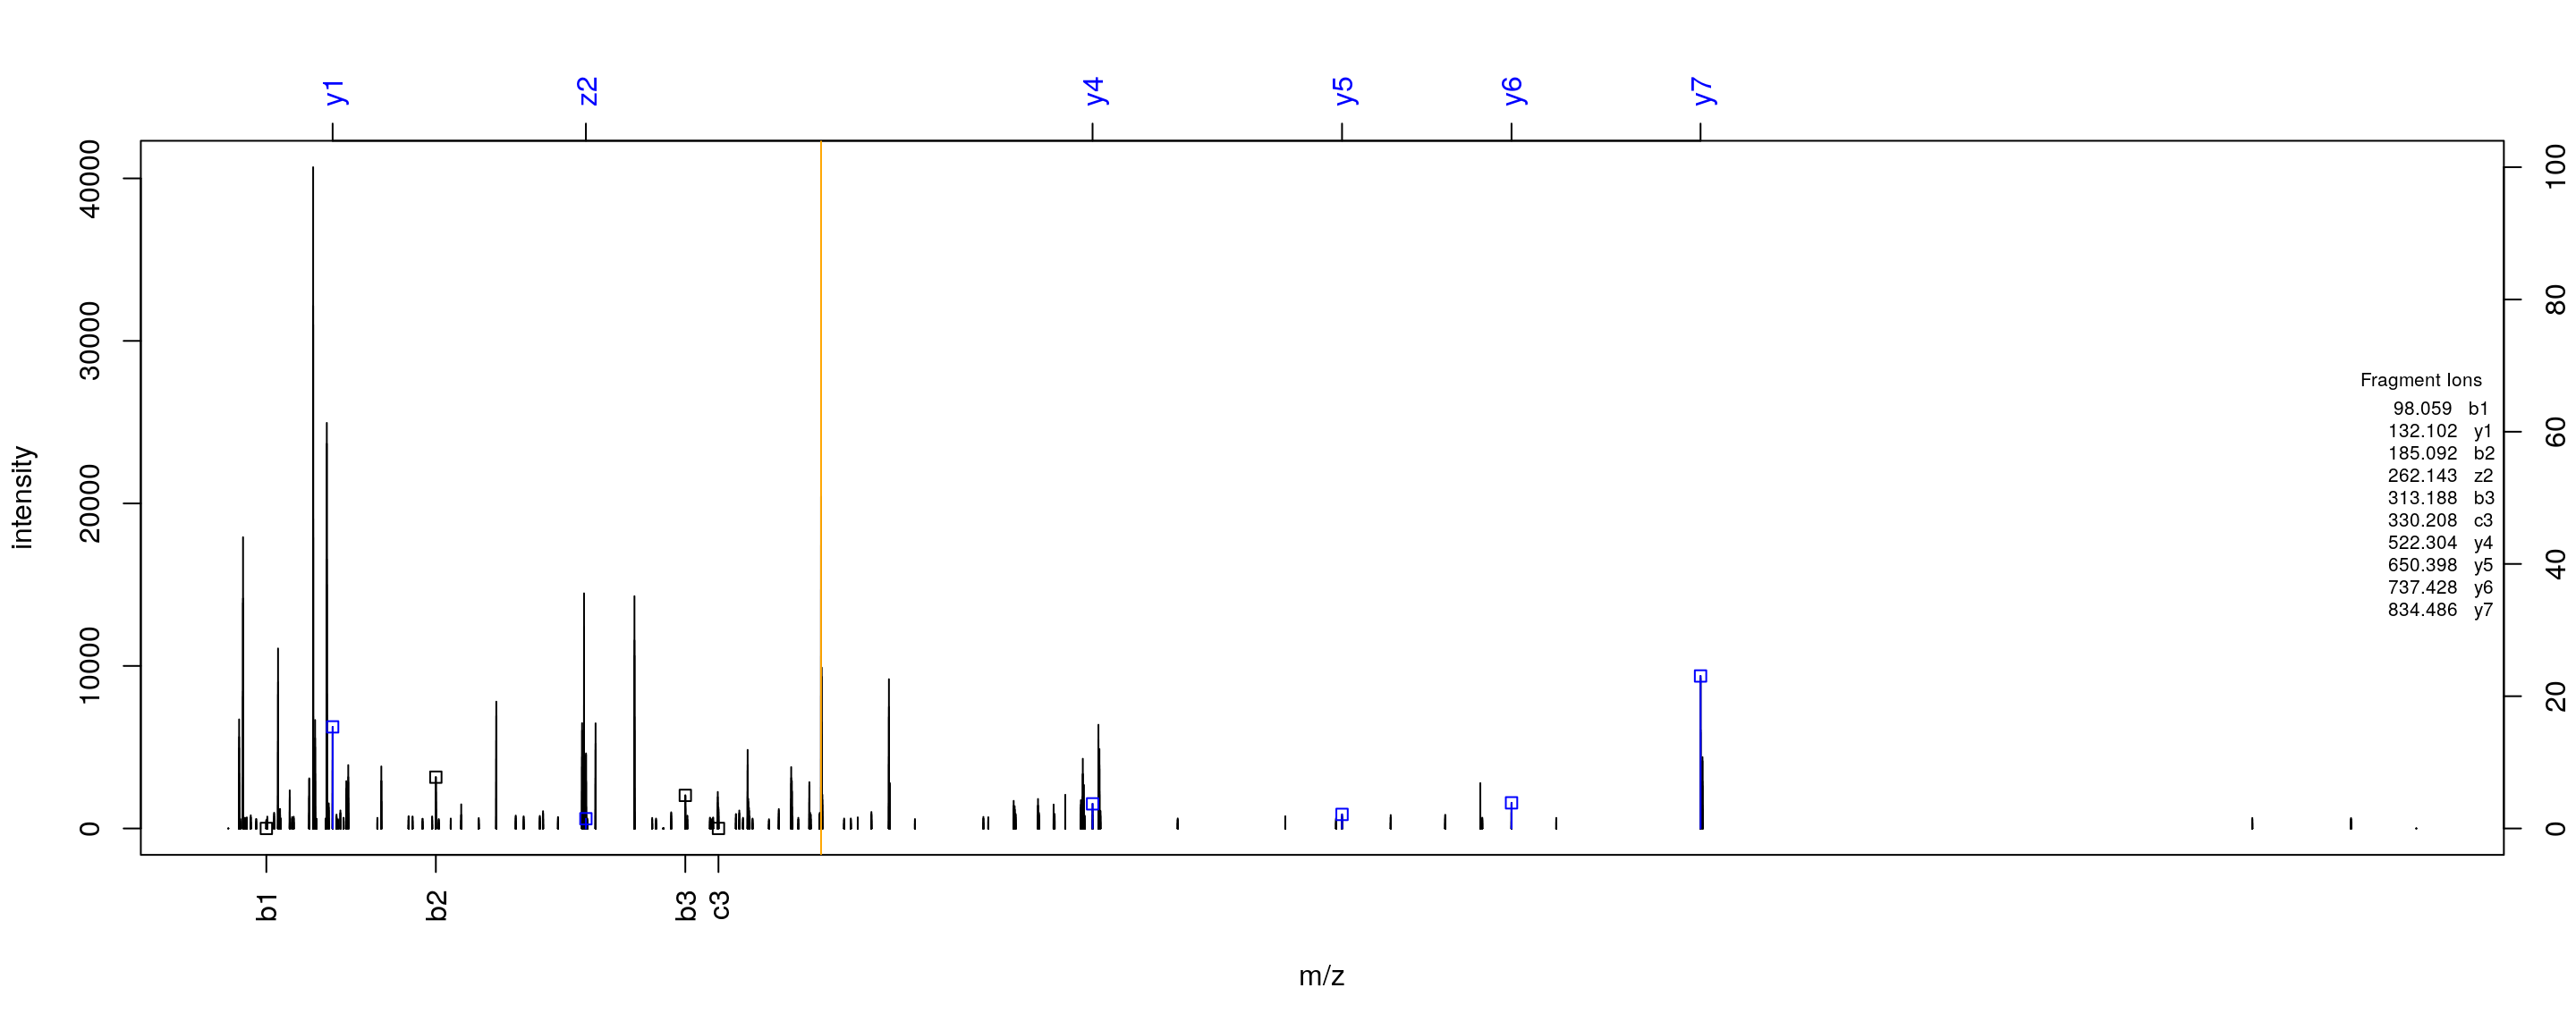 y1 z2 y4 y5 y6 y7
40000
30000
20000
10000
0
intensity
100
80
60
40
20
0
Fragment Ions
98.059 b1
132.102 y1
185.092 b2
262.143 z2
313.188 b3
330.208 c3
522.304 y4
650.398 y5
737.428 y6
834.486 y7
b1 b2 b3 c3
m/z